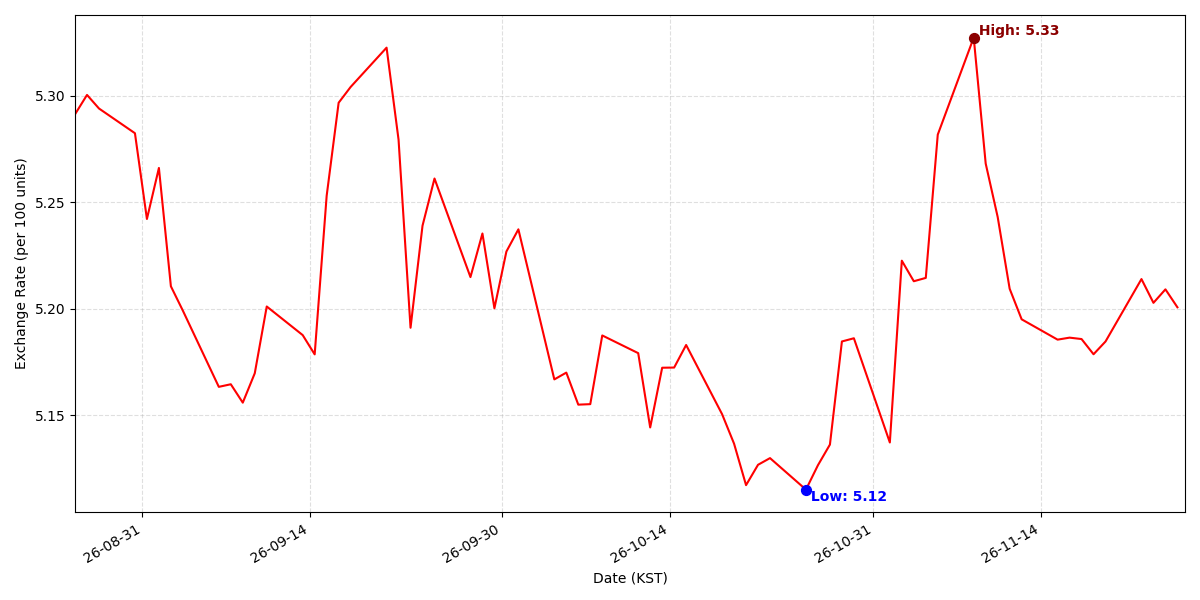 High: 5.33
5.30
5.25
5.20
5.15
Low: 5.12
Exchange Rate (per 100 units)
26-08-31
26-09-14
26-09-30
26-10-14
26-10-31
26-11-14
Date (KST)